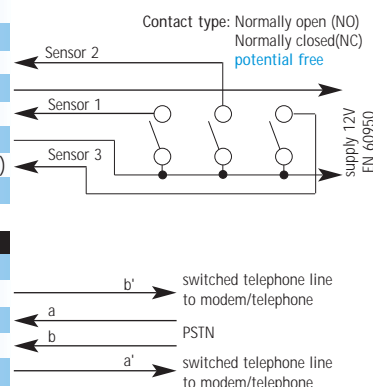 Contact type: Normally open (NO)
Normally closed(NC)
potential free
Sensor 2
Sensor 1
Sensor 3
)
supply 12V
EN 60950
b'
switched telephone line
to modem/telephone
a
b
PSTN
a'
switched telephone line
to modem/telephone